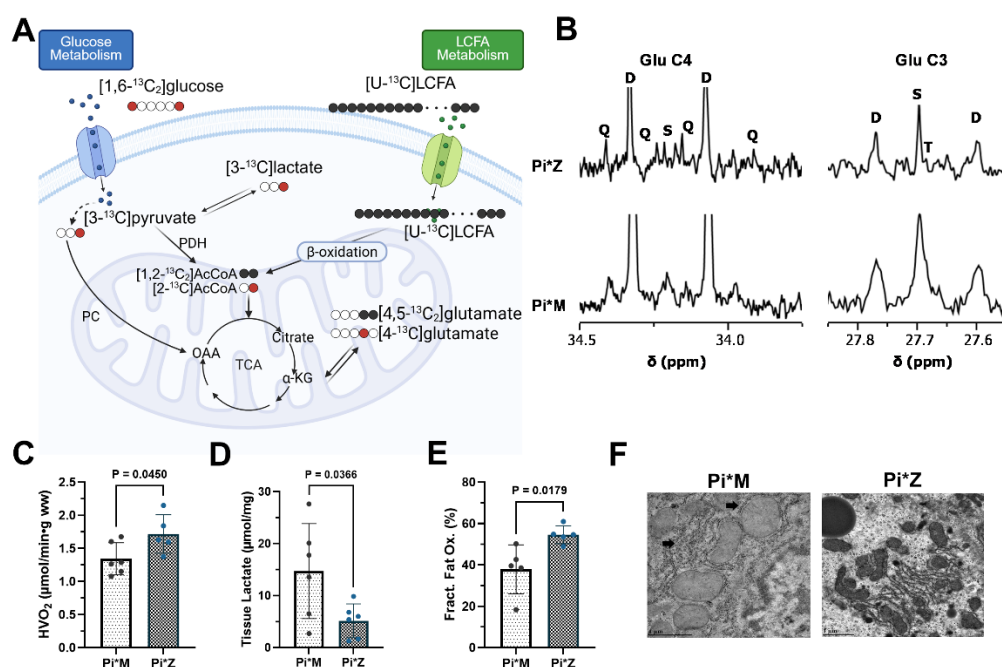 A
Glucose
Metabolism
LCFA
Metabolism
[1,6-¹³C₂]glucose
[U-¹³C]LCFA
[3-¹³C]lactate
[3-¹³C]pyruvate
[U-¹³C]LCFA
PDH
β-oxidation
[1,2-¹³C₂]AcCoA
[2-¹³C]AcCoA
[4,5-¹³C₂]glutamate
[4-¹³C]glutamate
PC
Citrate
OAA
TCA
α-KG
B
Glu C4
Glu C3
D
D
Q
Q
S
Q
Q
D
S
T
D
Pi*Z
Pi*M
34.5
34.0
27.8
27.7
27.6
δ (ppm)
δ (ppm)
C
P = 0.0450
HVO₂ (μmol/min•g ww)
2.5
2.0
1.5
1.0
0.5
0.0
Pi*M
Pi*Z
D
P = 0.0366
Tissue Lactate (μmol/mg)
30
20
10
0
Pi*M
Pi*Z
E
P = 0.0179
Fract. Fat Ox. (%)
80
60
40
20
0
Pi*M
Pi*Z
F
Pi*M
Pi*Z